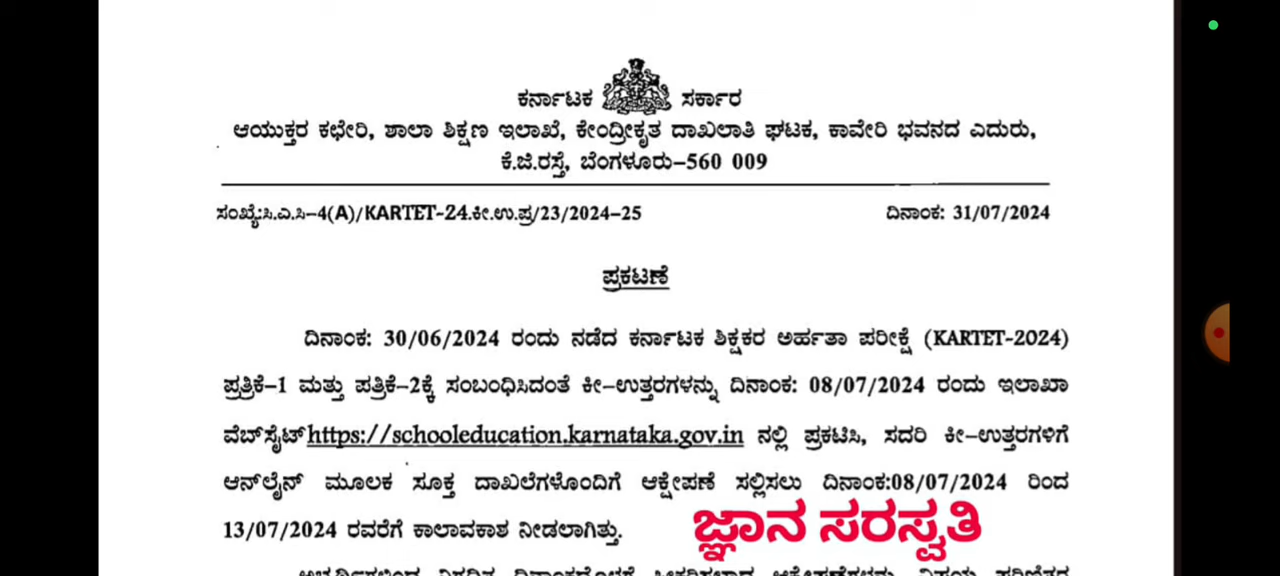 ಕರ್ನಾಟಕ ಸರ್ಕಾರ
ಆಯುಕ್ತರ ಕಛೇರಿ, ಶಾಲಾ ಶಿಕ್ಷಣ ಇಲಾಖೆ, ಕೇಂದ್ರೀಕೃತ ದಾಖಲಾತಿ ಘಟಕ, ಕಾವೇರಿ ಭವನದ ಎದುರು,
ಕೆ.ಜಿ.ರಸ್ತೆ, ಬೆಂಗಳೂರು-560 009
ಸಂಖ್ಯೆ:ಸಿ.ಎ.ಸಿ-4(A)/KARTET-24.ಕೀ.ಉ.ಪ್ರ/23/2024-25 ದಿನಾಂಕ: 31/07/2024
ಪ್ರಕಟಣೆ
ದಿನಾಂಕ: 30/06/2024 ರಂದು ನಡೆದ ಕರ್ನಾಟಕ ಶಿಕ್ಷಕರ ಅರ್ಹತಾ ಪರೀಕ್ಷೆ (KARTET-2024)
ಪ್ರತ್ರಿಕೆ-1 ಮತ್ತು ಪತ್ರಿಕೆ-2ಕ್ಕೆ ಸಂಬಂಧಿಸಿದಂತೆ ಕೀ-ಉತ್ತರಗಳನ್ನು ದಿನಾಂಕ: 08/07/2024 ರಂದು ಇಲಾಖಾ
ವೆಬ್‌ಸೈಟ್ https://schooleducation.karnataka.gov.in ನಲ್ಲಿ ಪ್ರಕಟಿಸಿ, ಸದರಿ ಕೀ-ಉತ್ತರಗಳಿಗೆ
ಆನ್‌ಲೈನ್ ಮೂಲಕ ಸೂಕ್ತ ದಾಖಲೆಗಳೊಂದಿಗೆ ಆಕ್ಷೇಪಣೆ ಸಲ್ಲಿಸಲು ದಿನಾಂಕ:08/07/2024 ರಿಂದ
13/07/2024 ರವರೆಗೆ ಕಾಲಾವಕಾಶ ನೀಡಲಾಗಿತ್ತು.
ಜ್ಞಾನ ಸರಸ್ವತಿ